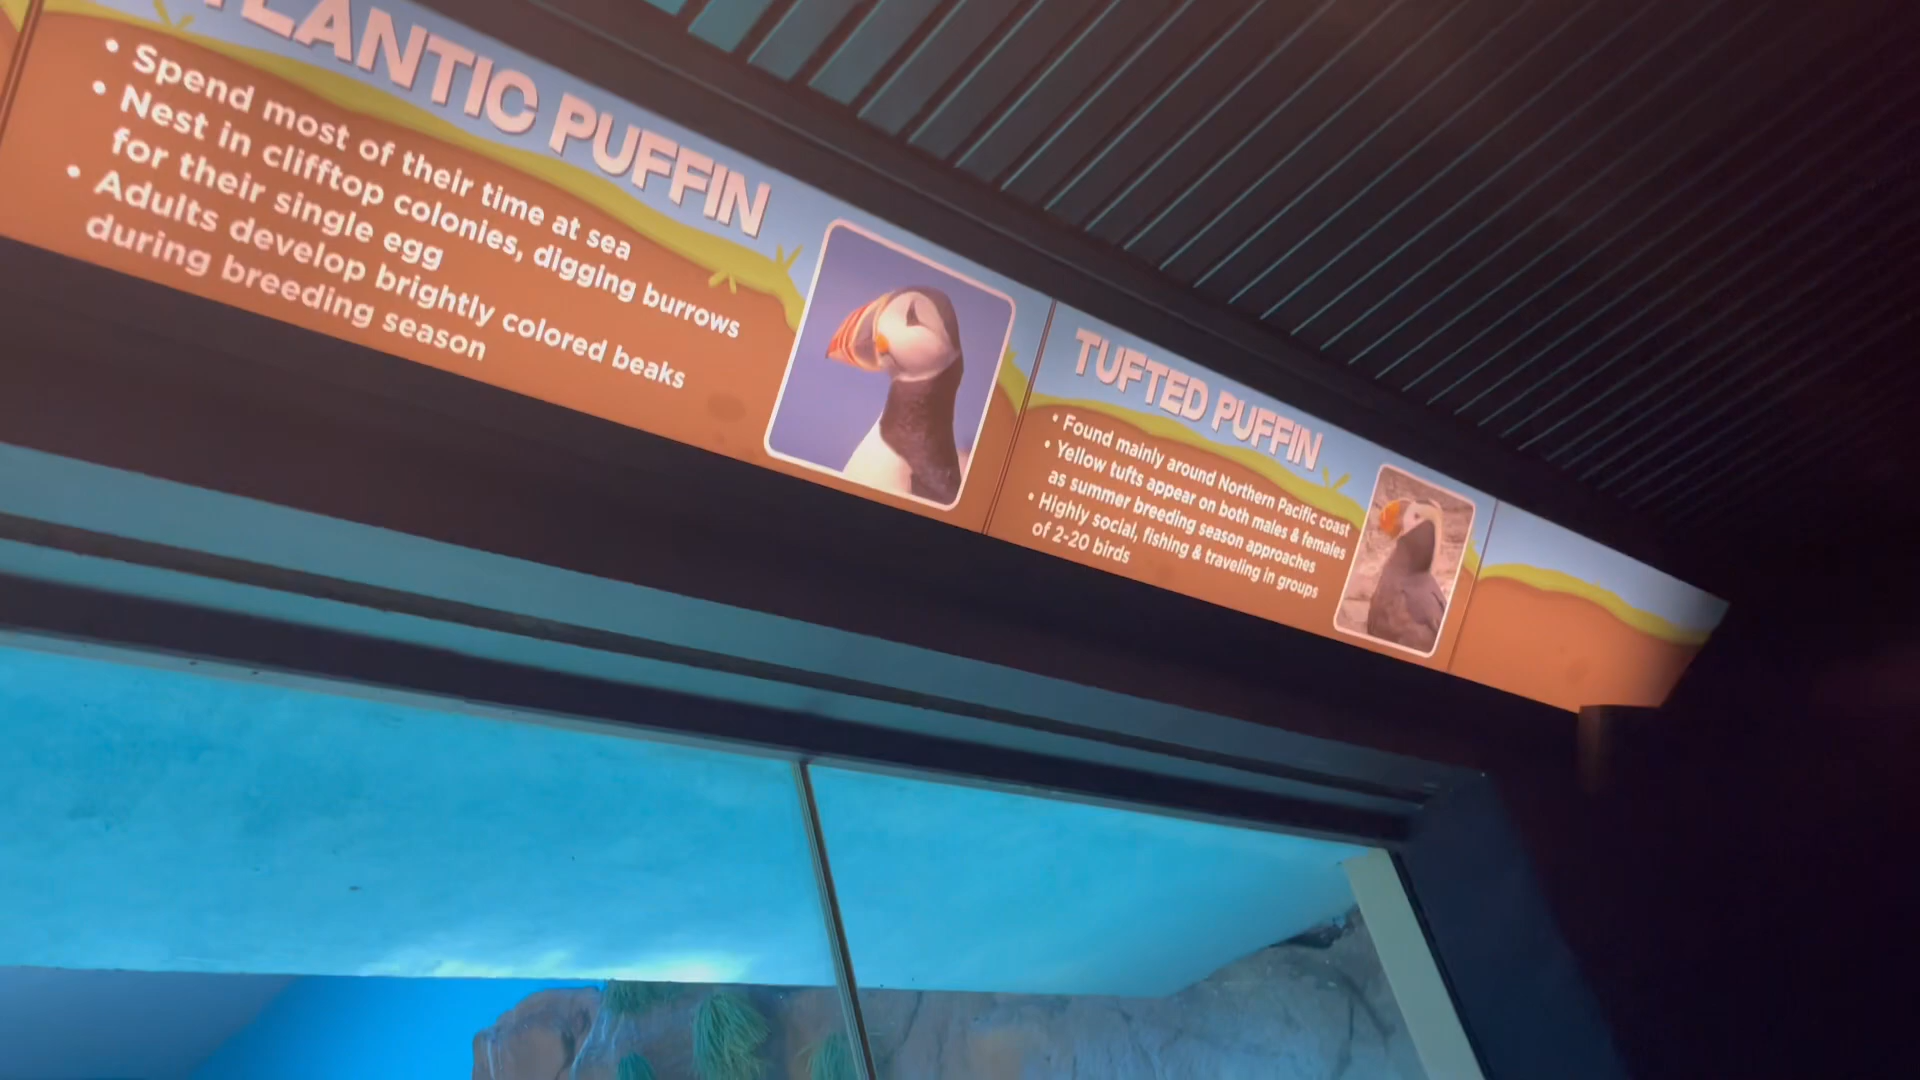 TLANTIC PUFFIN
• Spend most of their time at sea
• Nest in clifftop colonies, digging burrows
for their single egg
• Adults develop brightly colored beaks
during breeding season
TUFTED PUFFIN
• Found mainly around Northern Pacific coast
• Yellow tufts appear on both males & females
as summer breeding season approaches
• Highly social, fishing & traveling in groups
of 2-20 birds